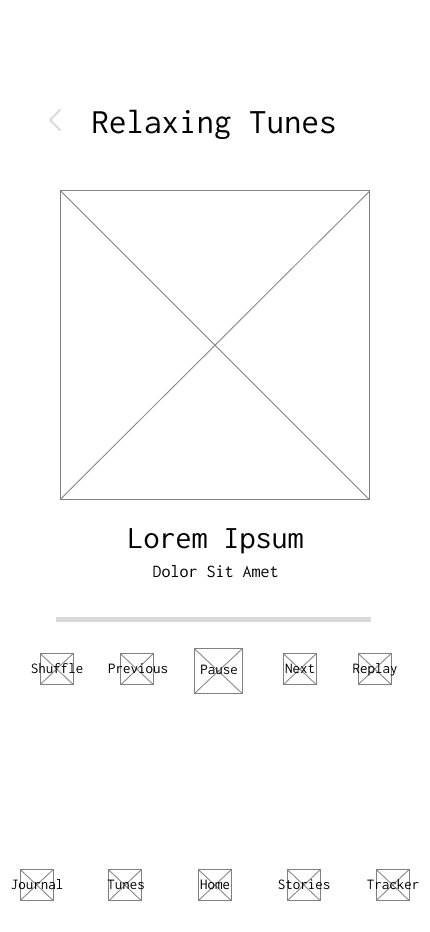 Relaxing Tunes
Lorem Ipsum
Dolor Sit Amet
Shuffle Previous Pause Next Replay
Journal Tunes Home Stories Tracker